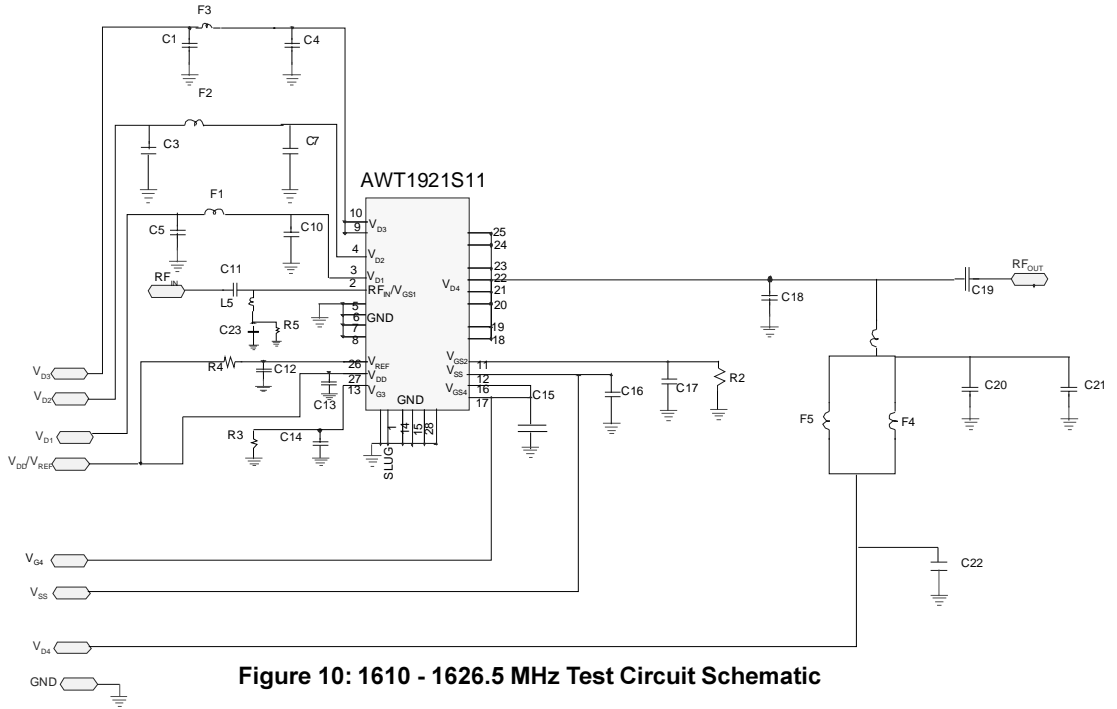 F3
C1
C4
F2
C3
C7
AWT1921S11
F1
C5
C10
10
9
VD3
4
VD2
3
VD1
2
RFIN/VGS1
RFIN
C11
L5
C23
R5
5
6
7
8
GND
25
24
23
22
21
20
19
18
VD4
C18
C19
RFOUT
R4
C12
VREF
26
VDD
27
VG3
13
C13
R3
C14
GND
SLUG
1
14
15
28
VGS2
11
VSS
12
VGS4
16
17
C15
C16
C17
R2
F5
F4
C20
C21
C22
VD3
VD2
VD1
VDD/VREF
VG4
VSS
VD4
GND
Figure 10: 1610 - 1626.5 MHz Test Circuit Schematic